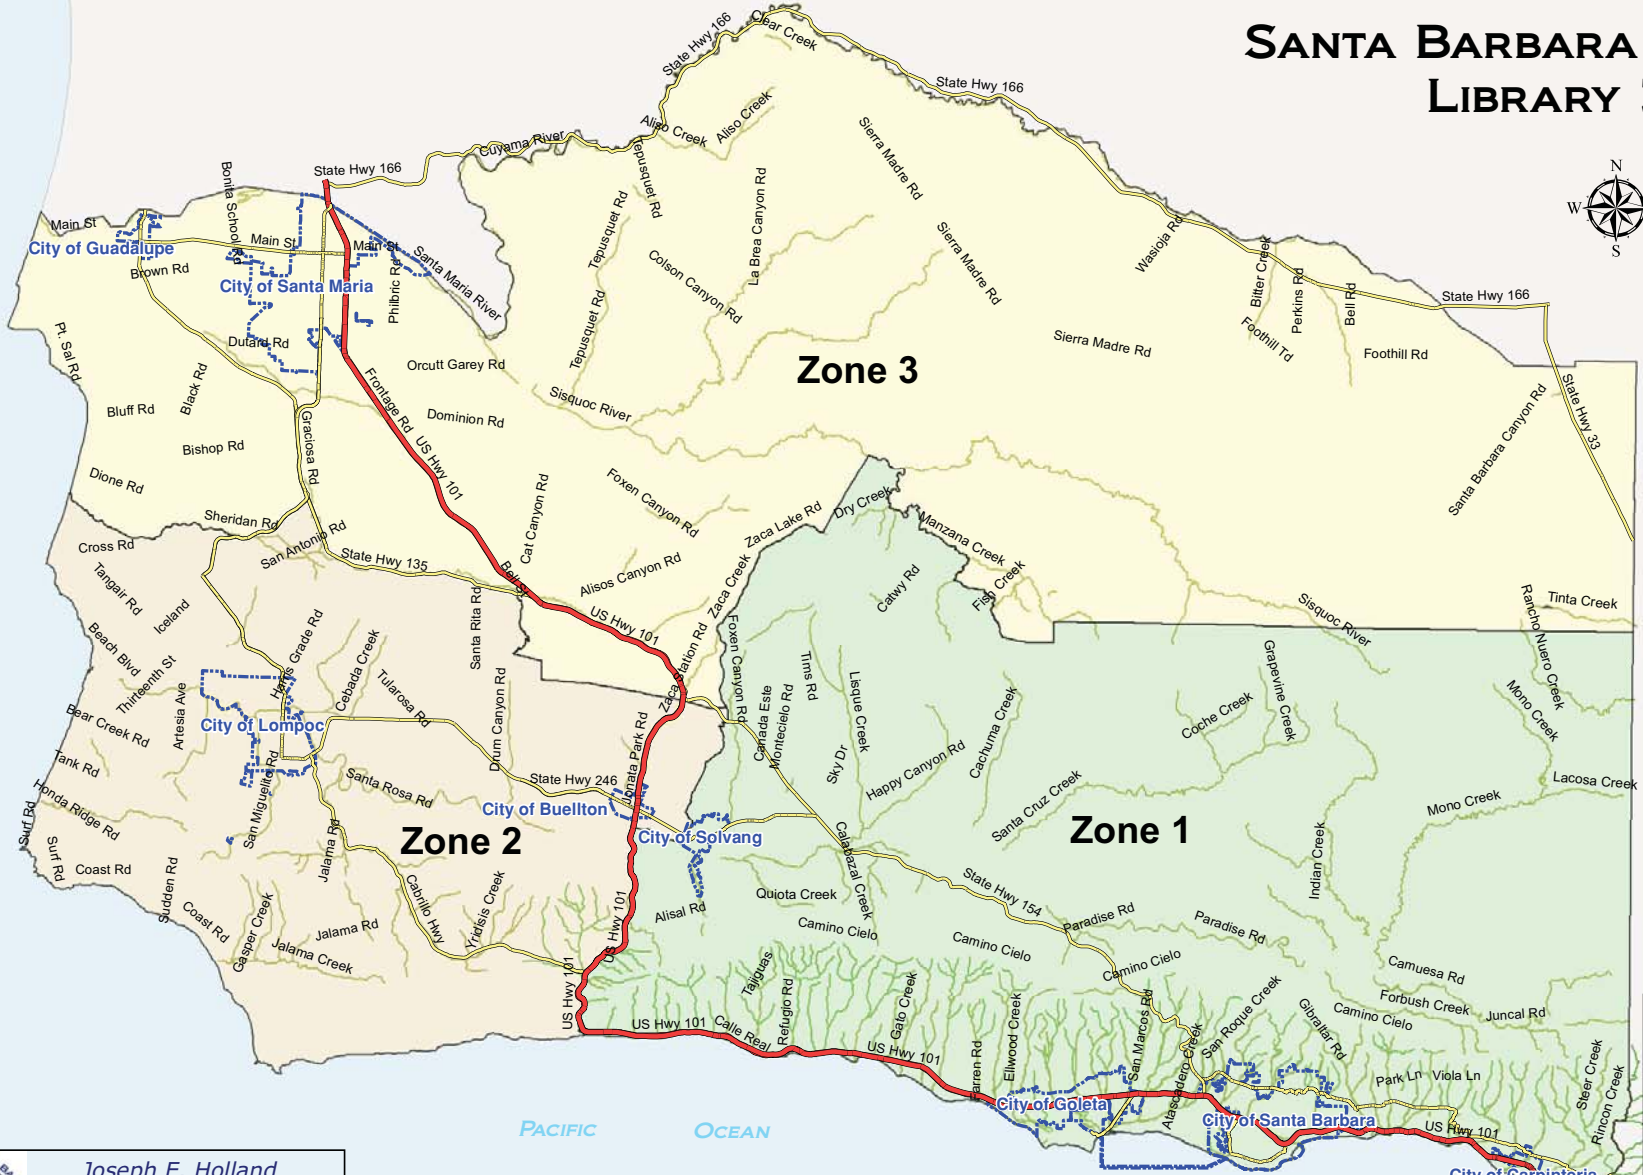 SANTA BARBARA
LIBRARY
N
W
S
State Hwy 166
Clear Creek
State Hwy 166
Aliso Creek
Aliso Creek
Cuyama River
State Hwy 166
Tepusquet Rd
Sierra Madre Rd
Bonita School Rd
La Brea Canyon Rd
Tepusquet Rd
Main St
City of Guadalupe
Main St
Main St
Brown Rd
City of Santa Maria
Philbric Rd
Santa Maria River
Colson Canyon Rd
Sierra Madre Rd
Wasioja Rd
Bitter Creek
Perkins Rd
Bell Rd
State Hwy 166
Pt. Sal Rd
Dutard Rd
Tepusquet Rd
Sierra Madre Rd
Foothill Td
Foothill Rd
Orcutt Garey Rd
Zone 3
Black Rd
Frontage Rd
Bluff Rd
Dominion Rd
Sisquoc River
Santa Barbara Canyon Rd
State Hwy 33
Bishop Rd
Graciosa Rd
US Hwy 101
Dione Rd
Cat Canyon Rd
Foxen Canyon Rd
Zaca Lake Rd
Dry Creek
Manzana Creek
Sheridan Rd
Cross Rd
San Antonio Rd
State Hwy 135
Bell St
Alisos Canyon Rd
Zaca Creek
Catwy Rd
Fish Creek
Tangair Rd
Iceland
Santa Rita Rd
US Hwy 101
Sisquoc River
Tinta Creek
Rancho Nuero Creek
Beach Blvd
Thirteenth St
Harris Grade Rd
Cebada Creek
Tularosa Rd
Drum Canyon Rd
Zaca Station Rd
Foxen Canyon Rd
Tims Rd
Lisque Creek
Grapevine Creek
Artesia Ave
Canada Este
Montecielo Rd
Cachuma Creek
Coche Creek
Mono Creek
Bear Creek Rd
City of Lompoc
Jonata Park Rd
Sky Dr
Happy Canyon Rd
Tank Rd
San Miguelito Rd
Santa Rosa Rd
State Hwy 246
Lacosa Creek
Honda Ridge Rd
City of Buellton
Santa Cruz Creek
Mono Creek
Surf Rd
Zone 2
City of Solvang
Zone 1
Surf Rd
Jalama Rd
Calabazal Creek
Indian Creek
Coast Rd
Sudden Rd
Cabrillo Hwy
Yridisis Creek
Quiota Creek
State Hwy 154
Coast Rd
Gasper Creek
Jalama Rd
Alisal Rd
Camino Cielo
Paradise Rd
Paradise Rd
Jalama Creek
US Hwy 101
Camino Cielo
Camino Cielo
Camuesa Rd
US Hwy 101
Tajiguas
Refugio Rd
Gato Creek
Ellwood Creek
San Marcos Rd
San Roque Creek
Gibraltar Rd
Forbush Creek
Camino Cielo
Juncal Rd
US Hwy 101
Calle Real
US Hwy 101
Atascadero Creek
Park Ln
Viola Ln
Steer Creek
Rincon Creek
City of Goleta
City of Santa Barbara
US Hwy 101
PACIFIC OCEAN
Joseph E. Holland
City of Carpinteria